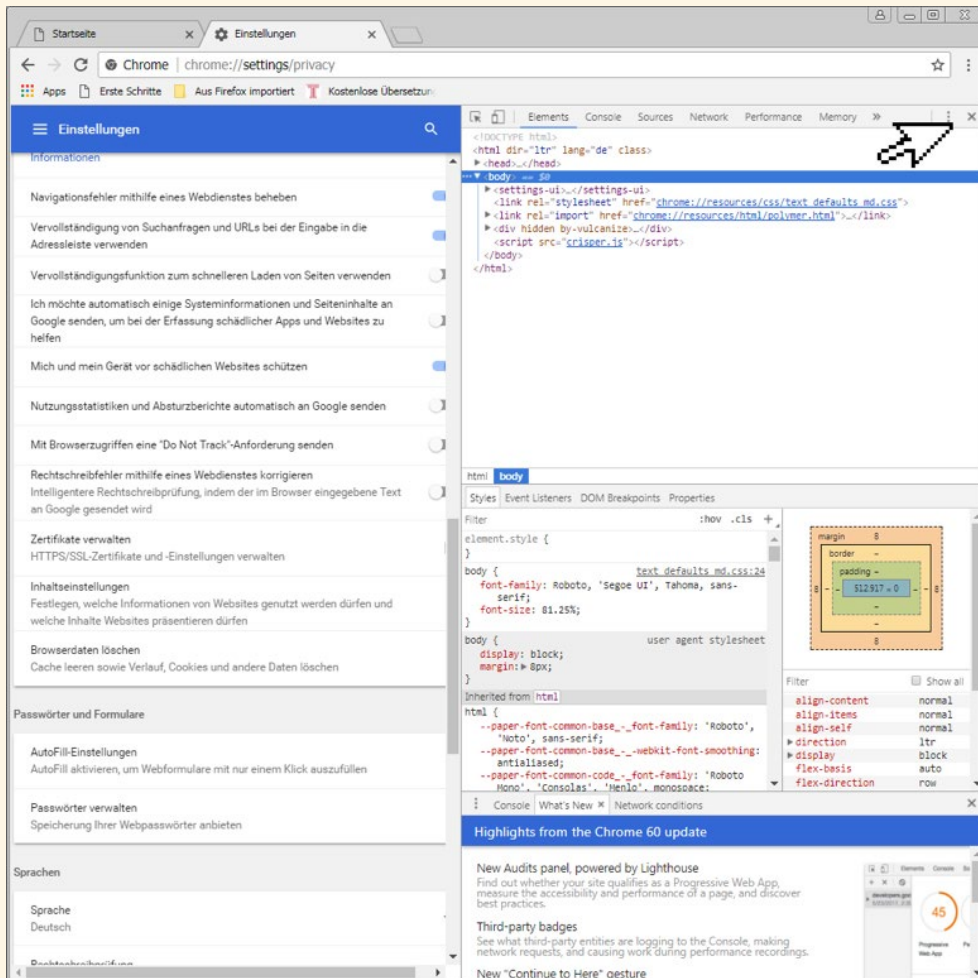 Startseite
Einstellungen
Chrome | chrome://settings/privacy
Apps
Erste Schritte
Aus Firefox importiert
Kostenlose Übersetzun
Einstellungen
Informationen
Navigationsfehler mithilfe eines Webdienstes beheben
Vervollständigung von Suchanfragen und URLs bei der Eingabe in die
Adressleiste verwenden
Vervollständigungsfunktion zum schnelleren Laden von Seiten verwenden
Ich möchte automatisch einige Systeminformationen und Seiteninhalte an
Google senden, um bei der Erfassung schädlicher Apps und Websites zu
helfen
Mich und mein Gerät vor schädlichen Websites schützen
Nutzungsstatistiken und Absturzberichte automatisch an Google senden
Mit Browserzugriffen eine "Do Not Track"-Anforderung senden
Rechtschreibfehler mithilfe eines Webdienstes korrigieren
Intelligentere Rechtschreibprüfung, indem der im Browser eingegebene Text
an Google gesendet wird
Zertifikate verwalten
HTTPS/SSL-Zertifikate und -Einstellungen verwalten
Inhaltseinstellungen
Festlegen, welche Informationen von Websites genutzt werden dürfen und
welche Inhalte Websites präsentieren dürfen
Browserdaten löschen
Cache leeren sowie Verlauf, Cookies und andere Daten löschen
Passwörter und Formulare
AutoFill-Einstellungen
AutoFill aktivieren, um Webformulare mit nur einem Klick auszufüllen
Passwörter verwalten
Speicherung Ihrer Webpasswörter anbieten
Sprachen
Sprache
Deutsch
Rechtschreibprüfung
Elements Console Sources Network Performance Memory »
<!DOCTYPE html>
<html dir="ltr" lang="de" class>
<head>…</head>
<body> == $0
<settings-ui>…</settings-ui>
<link rel="stylesheet" href="chrome://resources/css/text_defaults_md.css">
<link rel="import" href="chrome://resources/html/polymer.html">…</link>
<div hidden by-vulcanize>…</div>
<script src="crisper.js"></script>
</body>
</html>
html body
Styles Event Listeners DOM Breakpoints Properties
Filter :hov .cls +
element.style {
}
body { text_defaults_md.css:24
font-family: Roboto, 'Segoe UI', Tahoma, sans-
serif;
font-size: 81.25%;
}
body { user agent stylesheet
display: block;
margin: 8px;
}
Inherited from html
html {
--paper-font-common-base_-_font-family: 'Roboto',
'Noto', sans-serif;
--paper-font-common-base_-_-webkit-font-smoothing:
antialiased;
--paper-font-common-code_-_font-family: 'Roboto
Mono', 'Consolas', 'Menlo', monospace;
margin 8
border -
padding -
8 - - 512.917 × 0 - - 8
-
-
8
Filter Show all
align-content normal
align-items normal
align-self normal
direction ltr
display block
flex-basis auto
flex-direction row
Console What's New × Network conditions
Highlights from the Chrome 60 update
New Audits panel, powered by Lighthouse
Find out whether your site qualifies as a Progressive Web App,
measure the accessibility and performance of a page, and discover
best practices.
Third-party badges
See what third-party entities are logging to the Console, making
network requests, and causing work during performance recordings.
New "Continue to Here" gesture
Elements Console
45
Progressive
Web App